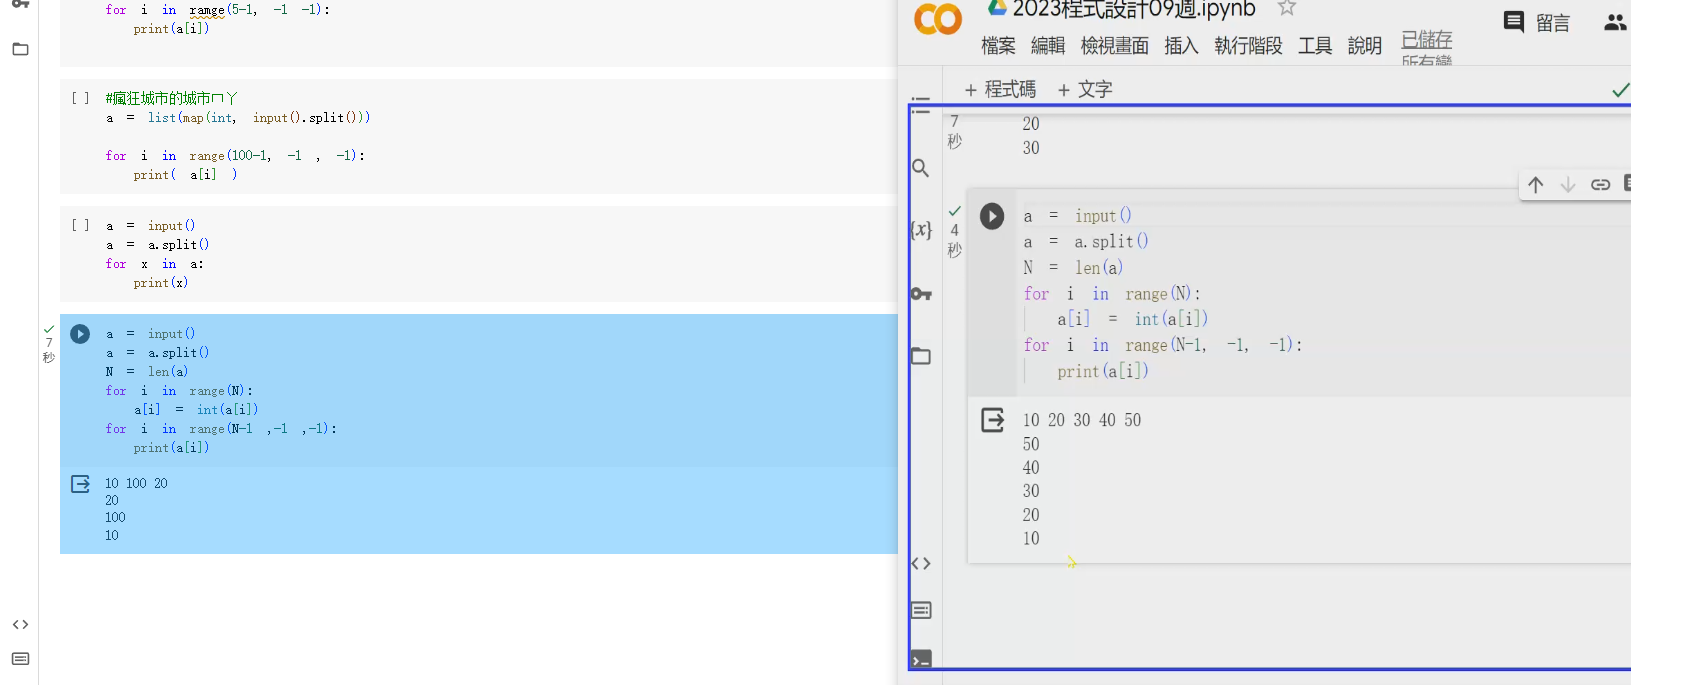 for i in ramge(5-1, -1 -1):
print(a[i])
[ ] #瘋狂城市的城市ㄇㄚ
a = list(map(int, input().split()))
for i in range(100-1, -1 , -1):
print( a[i] )
[ ] a = input()
a = a.split()
for x in a:
print(x)
7
秒
a = input()
a = a.split()
N = len(a)
for i in range(N):
a[i] = int(a[i])
for i in range(N-1 ,-1 ,-1):
print(a[i])
10 100 20
20
100
10
2023程式設計09週.ipynb
留言
檔案 編輯 檢視畫面 插入 執行階段 工具 說明 已儲存
所有變
+ 程式碼 + 文字
7
秒
20
30
{x}
4
秒
a = input()
a = a.split()
N = len(a)
for i in range(N):
a[i] = int(a[i])
for i in range(N-1, -1, -1):
print(a[i])
10 20 30 40 50
50
40
30
20
10